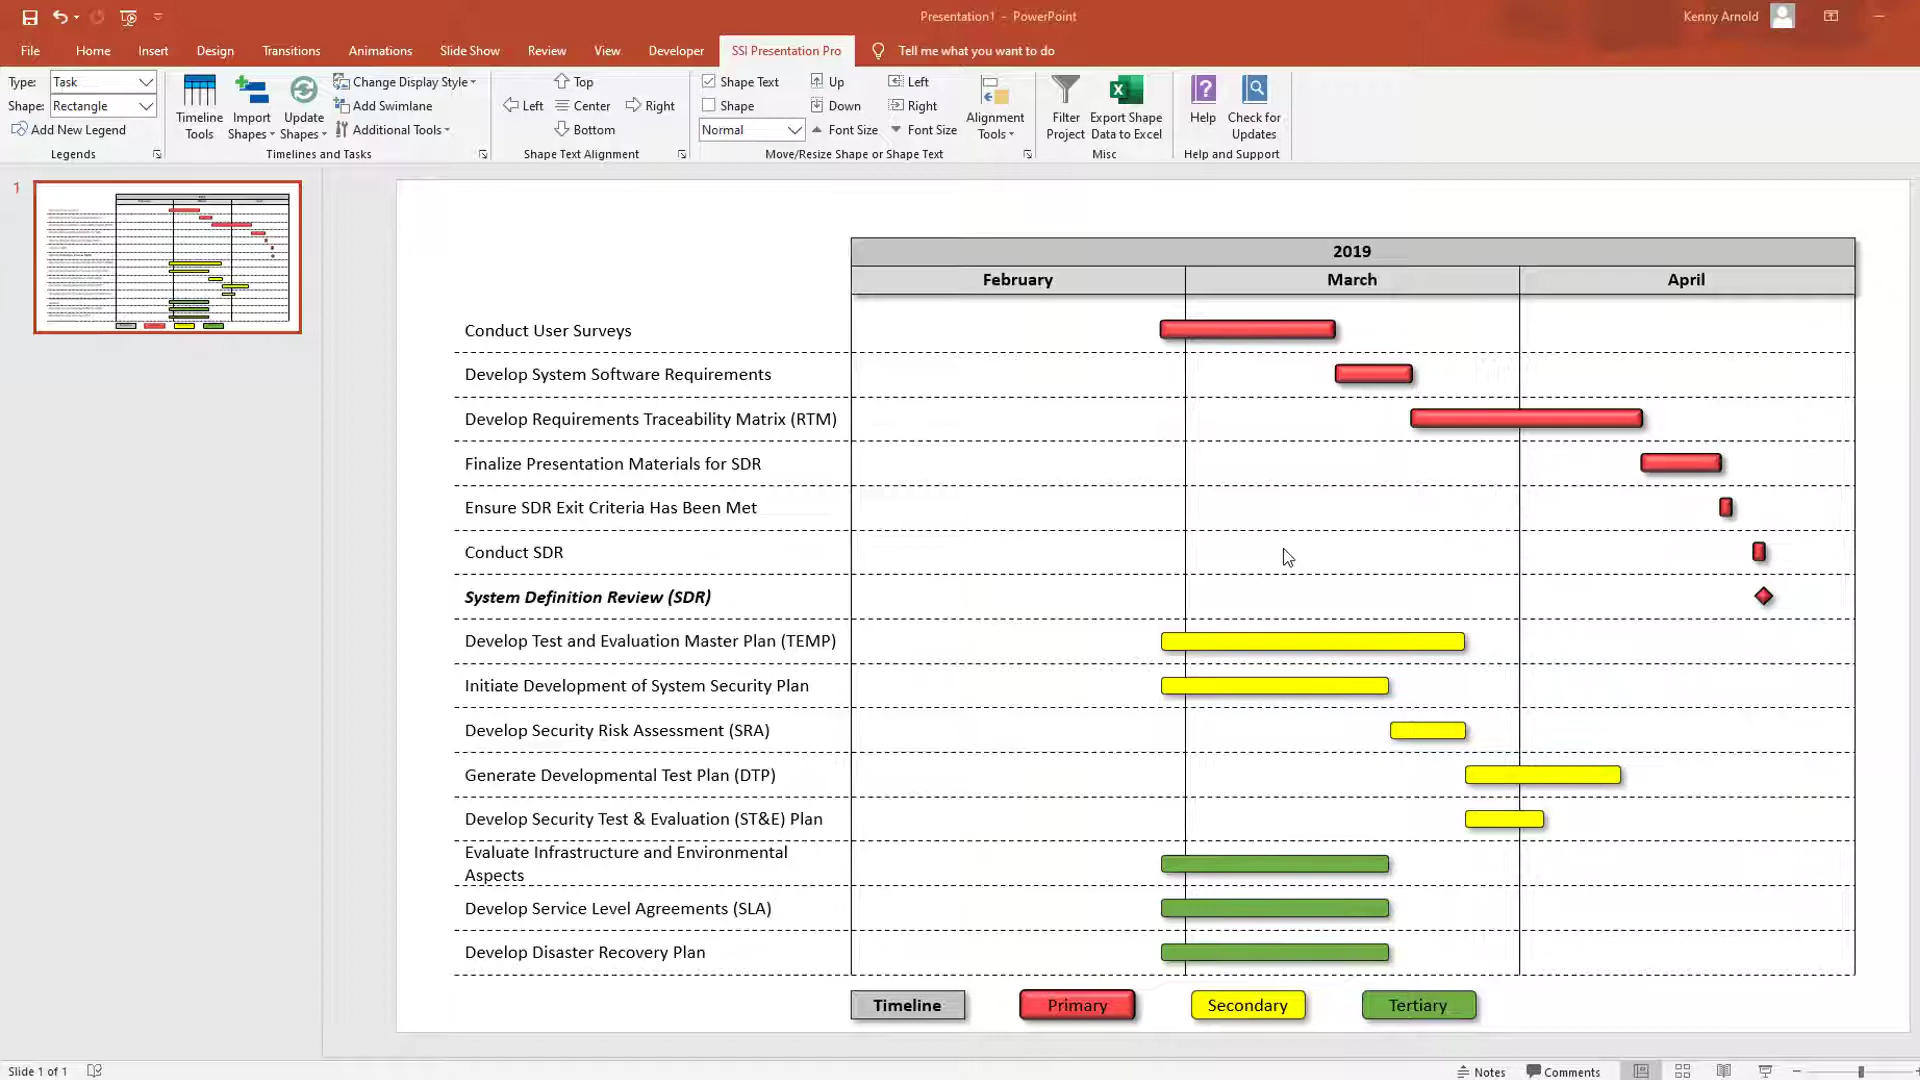 Presentation1 - PowerPoint
Kenny Arnold
File Home Insert Design Transitions Animations Slide Show Review View Developer SSI Presentation Pro Tell me what you want to do
Type: Task
Shape: Rectangle
Add New Legend
Legends
Timeline Tools
Import Shapes
Update Shapes
Change Display Style
Add Swimlane
Additional Tools
Timelines and Tasks
Top
Left Center Right
Bottom
Shape Text Alignment
Shape Text Up Left
Shape Down Right
Normal Font Size Font Size
Alignment Tools
Move/Resize Shape or Shape Text
Filter Project
Export Shape Data to Excel
Misc
Help
Check for Updates
Help and Support
1
2019
February March April
Conduct User Surveys
Develop System Software Requirements
Develop Requirements Traceability Matrix (RTM)
Finalize Presentation Materials for SDR
Ensure SDR Exit Criteria Has Been Met
Conduct SDR
System Definition Review (SDR)
Develop Test and Evaluation Master Plan (TEMP)
Initiate Development of System Security Plan
Develop Security Risk Assessment (SRA)
Generate Developmental Test Plan (DTP)
Develop Security Test & Evaluation (ST&E) Plan
Evaluate Infrastructure and Environmental
Aspects
Develop Service Level Agreements (SLA)
Develop Disaster Recovery Plan
Timeline Primary Secondary Tertiary
Slide 1 of 1
Notes Comments